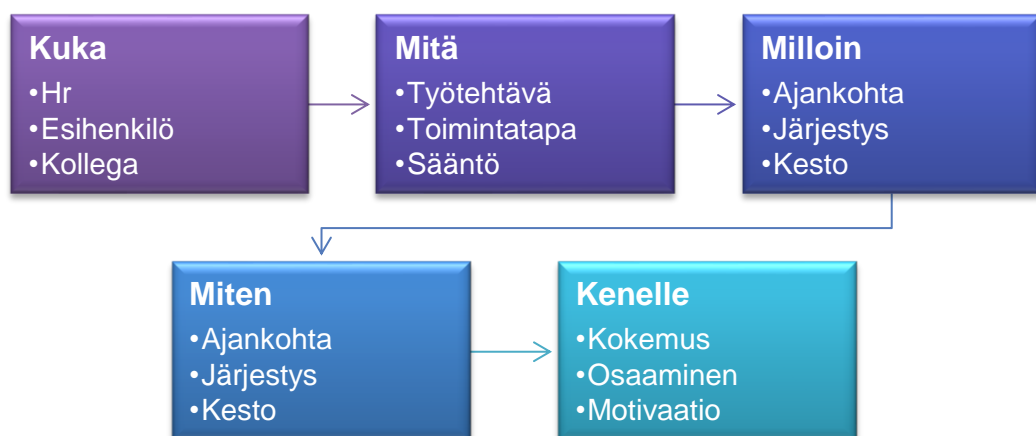 Kuka
•Hr
•Esihenkilö
•Kollega
Mitä
•Työtehtävä
•Toimintatapa
•Sääntö
Milloin
•Ajankohta
•Järjestys
•Kesto
Miten
•Ajankohta
•Järjestys
•Kesto
Kenelle
•Kokemus
•Osaaminen
•Motivaatio